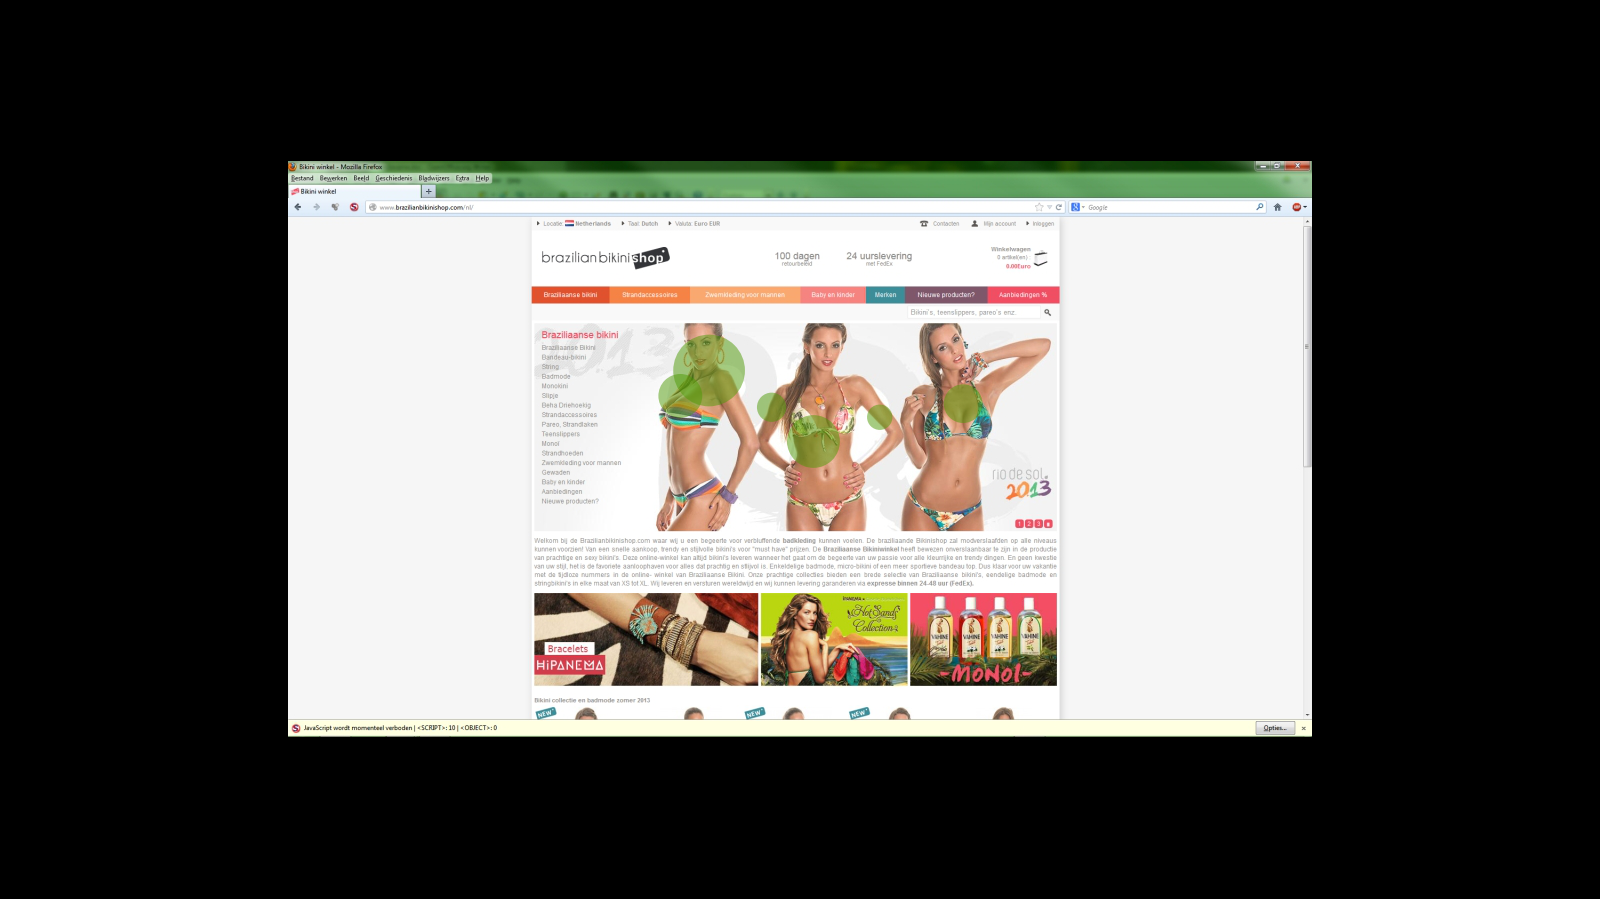 Bikini winkel - Mozilla Firefox
Bestand Bewerken Beeld Geschiedenis Bladwijzers Extra Help
Bikini winkel
www.brazilianbikinishop.com/nl/
Google
Locatie Netherlands Taal: Dutch Valuta: Euro EUR
Contacten Mijn account Inloggen
brazilianbikinishop
100 dagen
retourbeleid
24 uurslevering
met FedEx
Winkelwagen
0 artikel(en)
0.00Euro
Braziliaanse bikini Strandaccessoires Zwemkleding voor mannen Baby en kinder Merken Nieuwe producten? Aanbiedingen %
Bikini's, teenslippers, pareo's enz.
Braziliaanse bikini
Braziliaanse Bikini
Bandeau-bikini
String
Badmode
Monokini
Slipje
Beha Driehoekig
Strandaccessoires
Pareo, Strandlaken
Teenslippers
Monoï
Strandhoeden
Zwemkleding voor mannen
Gewaden
Baby en kinder
Aanbiedingen
Nieuwe producten?
2013
rio de sol
2013
1 2 3
Welkom bij de Brazilianbikinishop.com waar wij u een begeerte voor verbluffende badkleding kunnen voelen. De braziliaande Bikinishop zal modverslaafden op alle niveaus
kunnen voorzien! Van een snelle aankoop, trendy en stijlvolle bikini's voor "must have" prijzen. De Braziliaanse Bikiniwinkel heeft bewezen onverslaanbaar te zijn in de productie
van prachtige en sexy bikini's. Deze online-winkel kan altijd bikini's leveren wanneer het gaat om de begeerte van uw passie voor alle kleurrijke en trendy dingen. En geen kwestie
van uw stijl, het is de favoriete aanloophaven voor alles dat prachtig en stijlvol is. Enkeldelige badmode, micro-bikini of een meer sportieve bandeau top. Dus klaar voor uw vakantie
met de tijdloze nummers in de online- winkel van Braziliaanse Bikini. Onze prachtige collecties bieden een brede selectie van Braziliaanse bikini's, eendelige badmode en
stringbikini's in elke maat van XS tot XL. Wij leveren en versturen wereldwijd en wij kunnen levering garanderen via expresse binnen 24-48 uur (FedEx).
Bracelets
HiPANEMA
IPANEMA
Hot Sand
Collection
VAHINE VAHINE VAHINE VAHINE
-MONOI-
Bikini collectie en badmode zomer 2013
NEW NEW NEW
JavaScript wordt momenteel verboden | <SCRIPT>: 10 | <OBJECT>: 0
Opties...